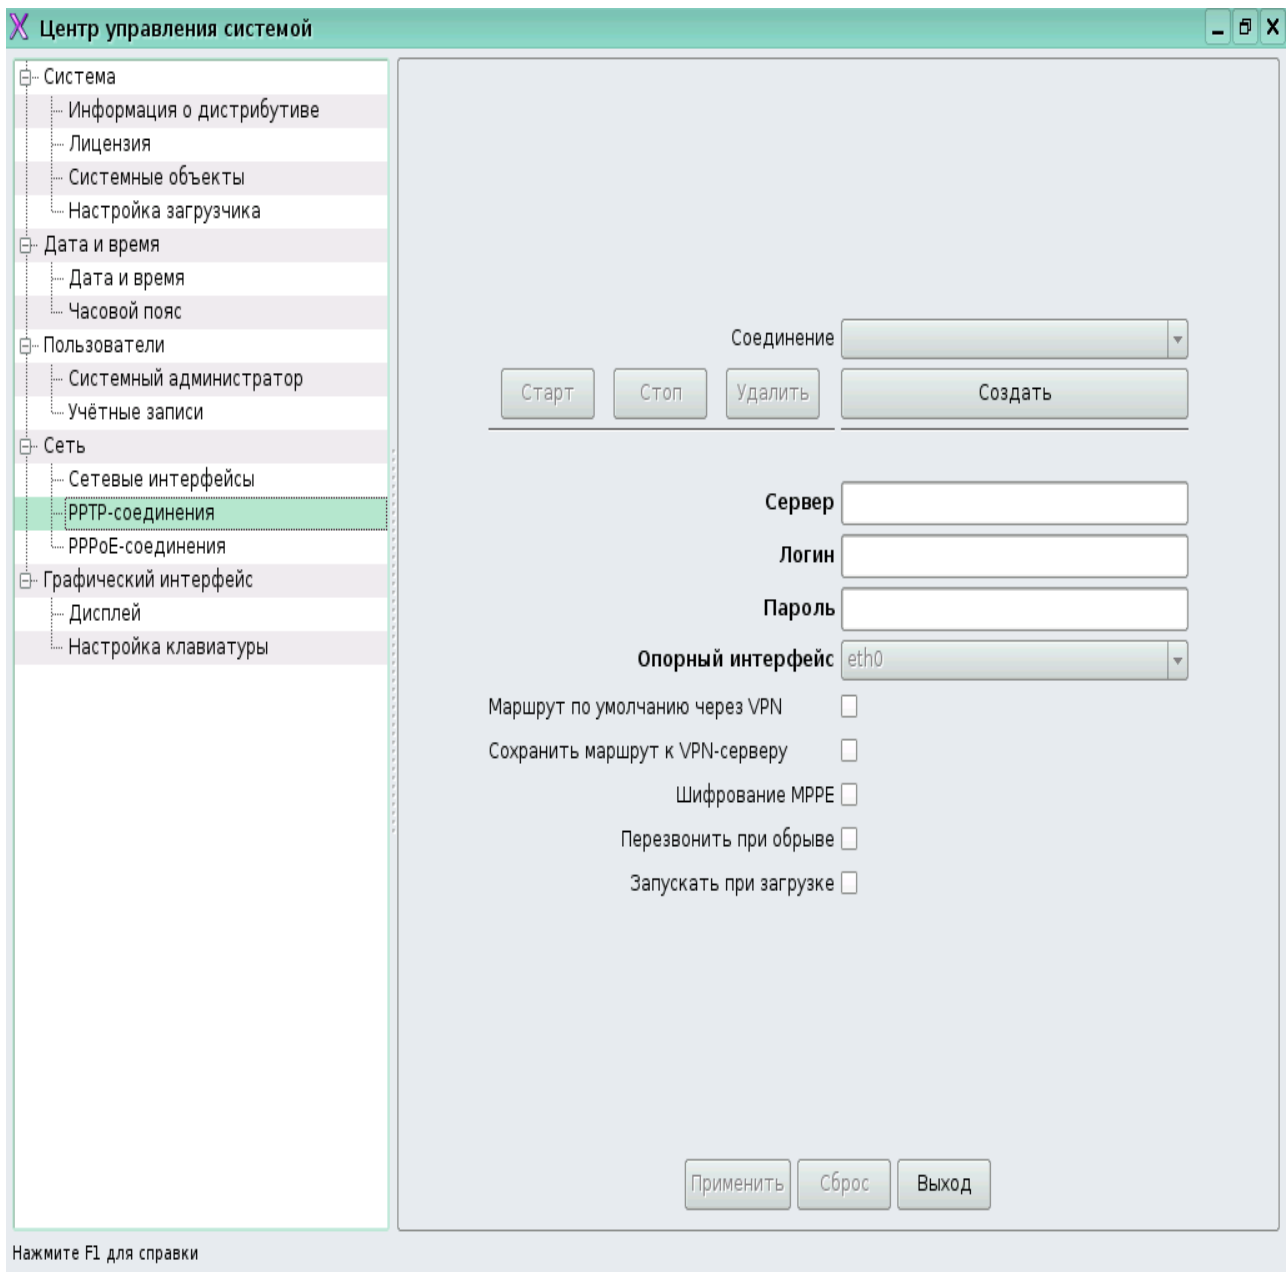 Центр управления системой
Система
Информация о дистрибутиве
Лицензия
Системные объекты
Настройка загрузчика
Дата и время
Дата и время
Часовой пояс
Пользователи
Системный администратор
Учётные записи
Сеть
Сетевые интерфейсы
PPTP-соединения
PPPoE-соединения
Графический интерфейс
Дисплей
Настройка клавиатуры
Соединение
Старт Стоп Удалить Создать
Сервер
Логин
Пароль
Опорный интерфейс eth0
Маршрут по умолчанию через VPN
Сохранить маршрут к VPN-серверу
Шифрование MPPE
Перезвонить при обрыве
Запускать при загрузке
Применить Сброс Выход
Нажмите F1 для справки